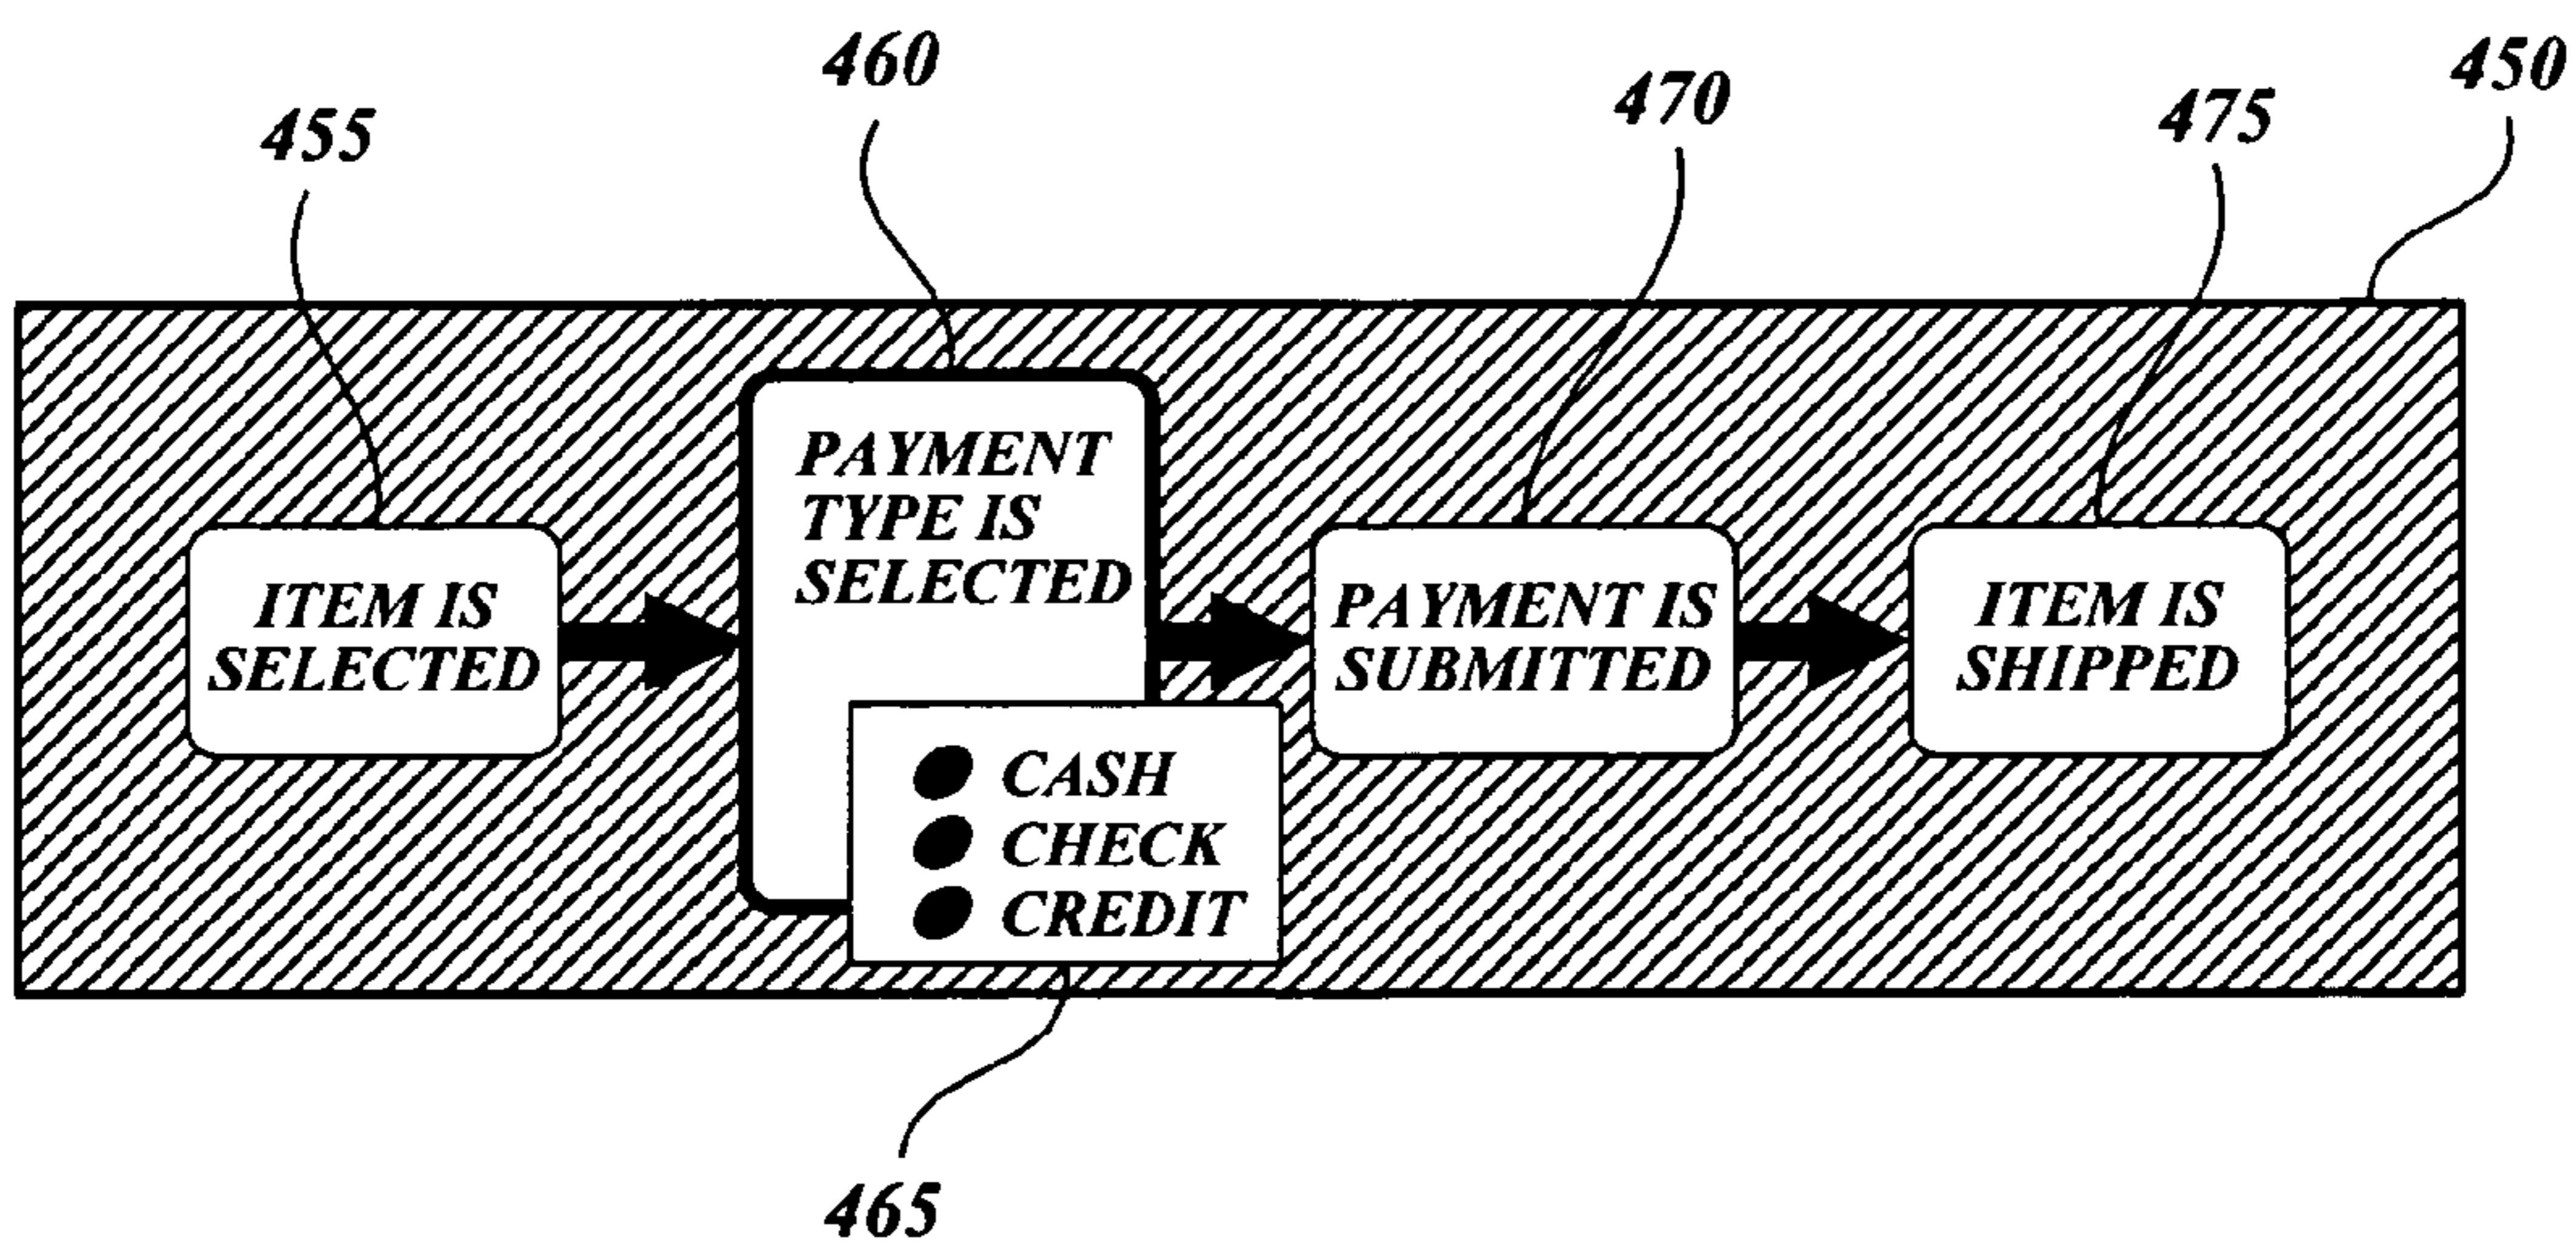 460
450
470
475
455
PAYMENT
TYPE IS
SELECTED
ITEM IS
SELECTED
PAYMENT IS
SUBMITTED
ITEM IS
SHIPPED
● CASH
● CHECK
● CREDIT
465